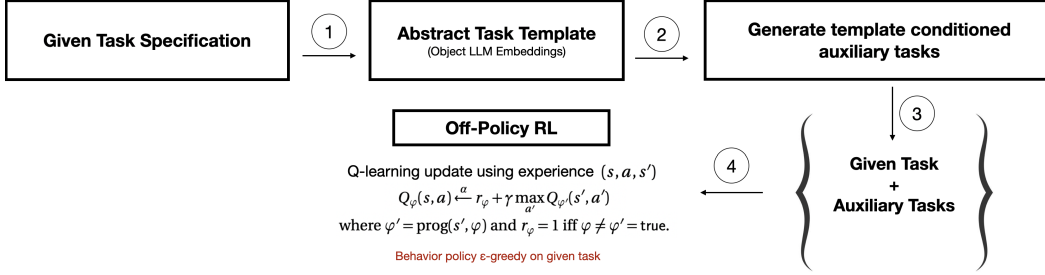 Given Task Specification
1
Abstract Task Template
(Object LLM Embeddings)
2
Generate template conditioned
auxiliary tasks
3
Given Task
+
Auxiliary Tasks
4
Off-Policy RL
Q-learning update using experience (s, a, s′)
Q_φ(s, a) ←^α r_φ + γ max_{a′} Q_{φ′}(s′, a′)
where φ′ = prog(s′, φ) and r_φ = 1 iff φ ≠ φ′ = true.
Behavior policy ε-greedy on given task